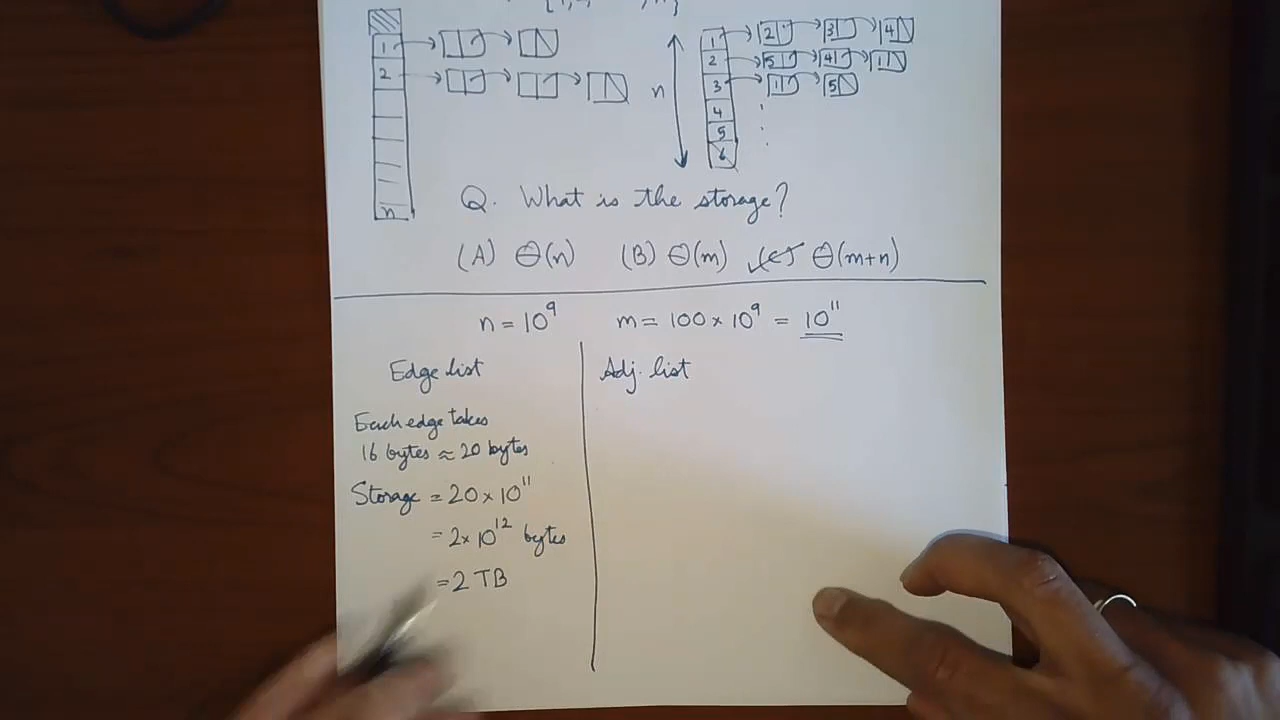 1
2
n
n
1 2 3 4
2 5 4 1
3 1 5
4
5
6
Q. What is the storage?
(A) Θ(n) (B) Θ(m) (C) Θ(m+n)
n = 10⁹ m = 100 × 10⁹ = 10¹¹
Edge list
Each edge takes
16 bytes ≈ 20 bytes
Storage = 20 × 10¹¹
= 2 × 10¹² bytes
= 2 TB
Adj. list